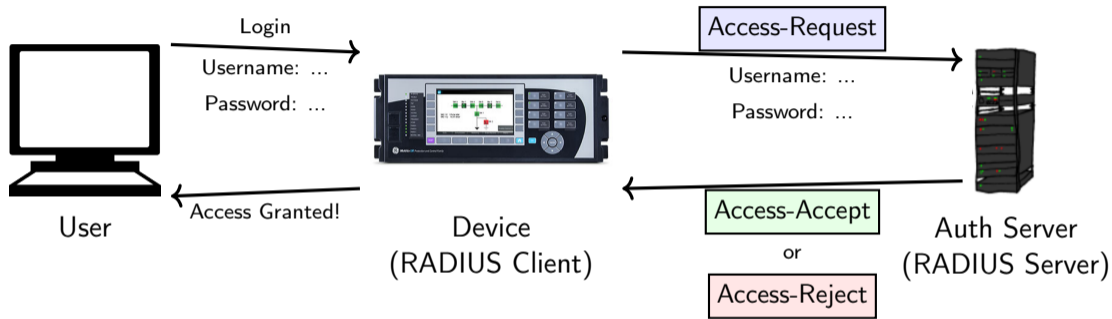 Login
Username: ...
Password: ...
Access Granted!
User
Device
(RADIUS Client)
Access-Request
Username: ...
Password: ...
Access-Accept
or
Access-Reject
Auth Server
(RADIUS Server)